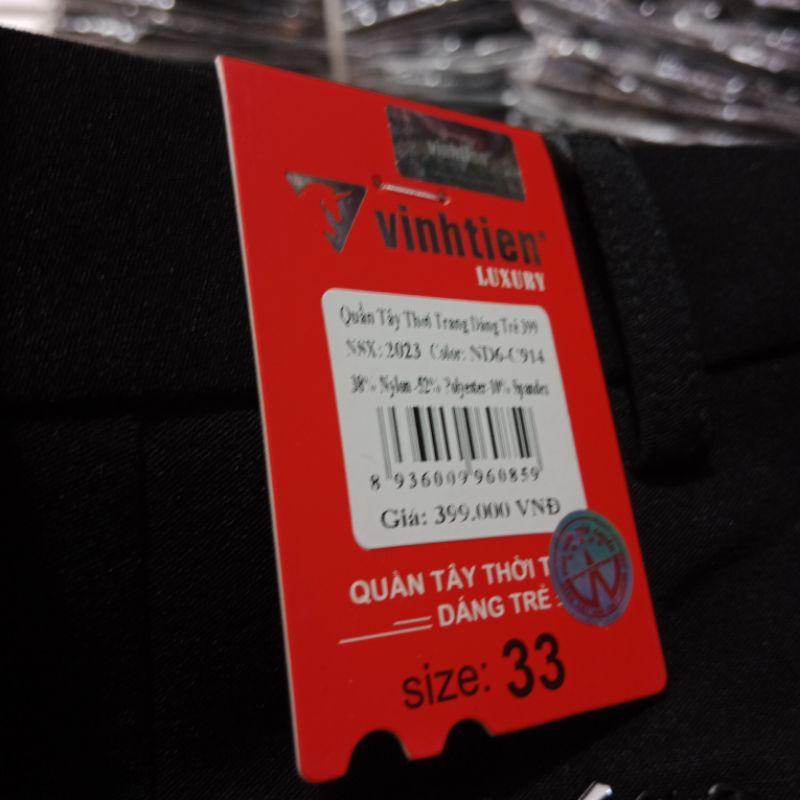 vinhtien
LUXURY
Quần Tây Thời Trang Dáng Trẻ 399
NSX: 2023 Color: ND6-C914
38% Nylon -52% Polyester-10% Spandex
8 936009 960859
Giá: 399.000 VNĐ
QUẦN TÂY THỜI T
DÁNG TRẺ
size: 33